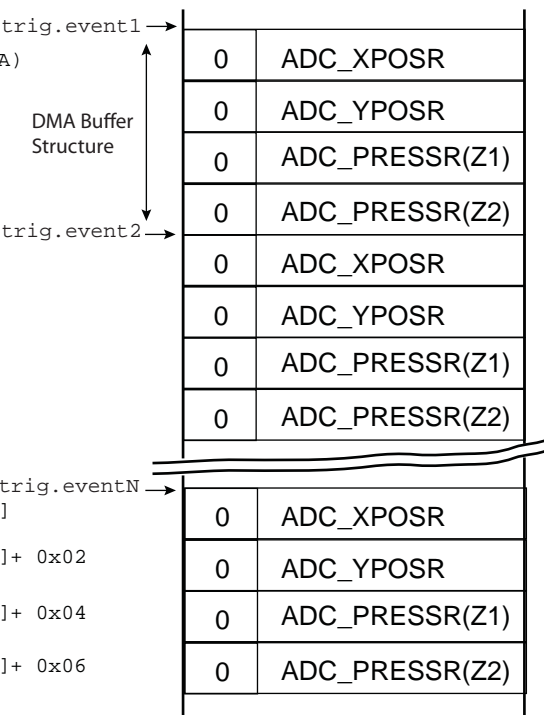 trig.event1
A)
0 ADC_XPOSR
DMA Buffer
Structure
0 ADC_YPOSR
0 ADC_PRESSR(Z1)
0 ADC_PRESSR(Z2)
trig.event2
0 ADC_XPOSR
0 ADC_YPOSR
0 ADC_PRESSR(Z1)
0 ADC_PRESSR(Z2)
trig.eventN
]
0 ADC_XPOSR
]+ 0x02
0 ADC_YPOSR
]+ 0x04
0 ADC_PRESSR(Z1)
]+ 0x06
0 ADC_PRESSR(Z2)